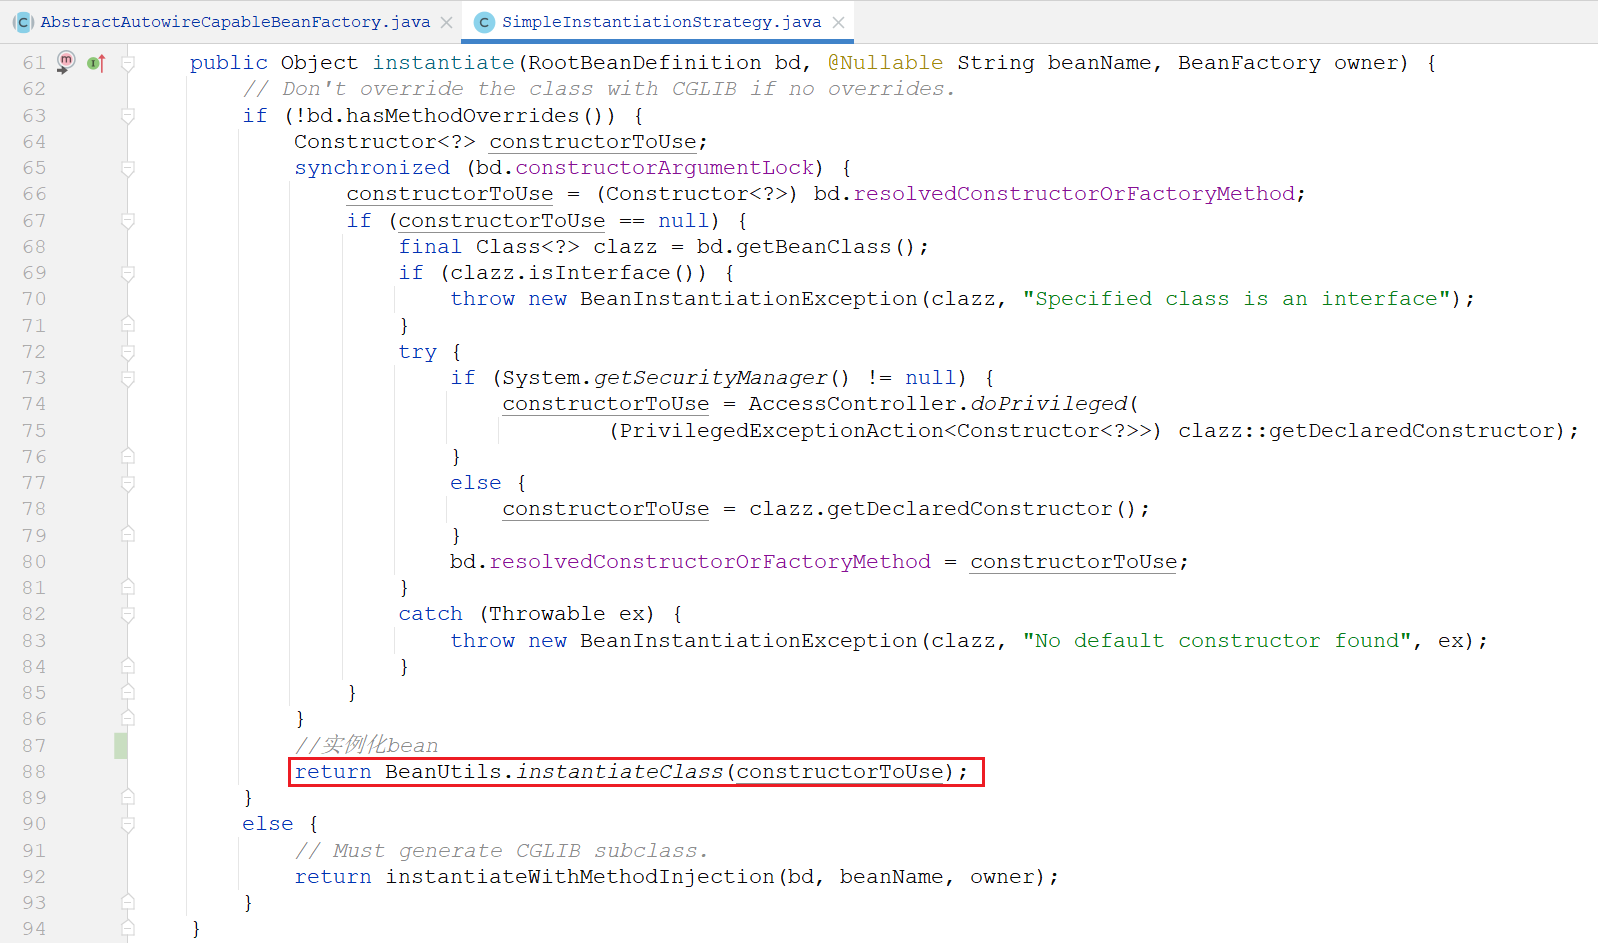 AbstractAutowireCapableBeanFactory.java SimpleInstantiationStrategy.java
61 public Object instantiate(RootBeanDefinition bd, @Nullable String beanName, BeanFactory owner) {
62 // Don't override the class with CGLIB if no overrides.
63 if (!bd.hasMethodOverrides()) {
64 Constructor<?> constructorToUse;
65 synchronized (bd.constructorArgumentLock) {
66 constructorToUse = (Constructor<?>) bd.resolvedConstructorOrFactoryMethod;
67 if (constructorToUse == null) {
68 final Class<?> clazz = bd.getBeanClass();
69 if (clazz.isInterface()) {
70 throw new BeanInstantiationException(clazz, "Specified class is an interface");
71 }
72 try {
73 if (System.getSecurityManager() != null) {
74 constructorToUse = AccessController.doPrivileged(
75 (PrivilegedExceptionAction<Constructor<?>>) clazz::getDeclaredConstructor);
76 }
77 else {
78 constructorToUse = clazz.getDeclaredConstructor();
79 }
80 bd.resolvedConstructorOrFactoryMethod = constructorToUse;
81 }
82 catch (Throwable ex) {
83 throw new BeanInstantiationException(clazz, "No default constructor found", ex);
84 }
85 }
86 }
87 //实例化bean
88 return BeanUtils.instantiateClass(constructorToUse);
89 }
90 else {
91 // Must generate CGLIB subclass.
92 return instantiateWithMethodInjection(bd, beanName, owner);
93 }
94 }